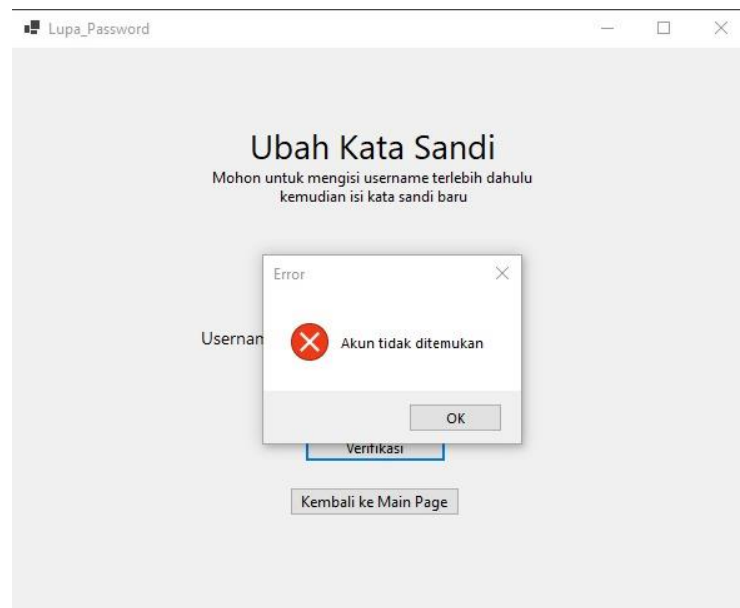 Lupa_Password
Ubah Kata Sandi
Mohon untuk mengisi username terlebih dahulu
kemudian isi kata sandi baru
Error
Akun tidak ditemukan
OK
Verifikasi
Kembali ke Main Page